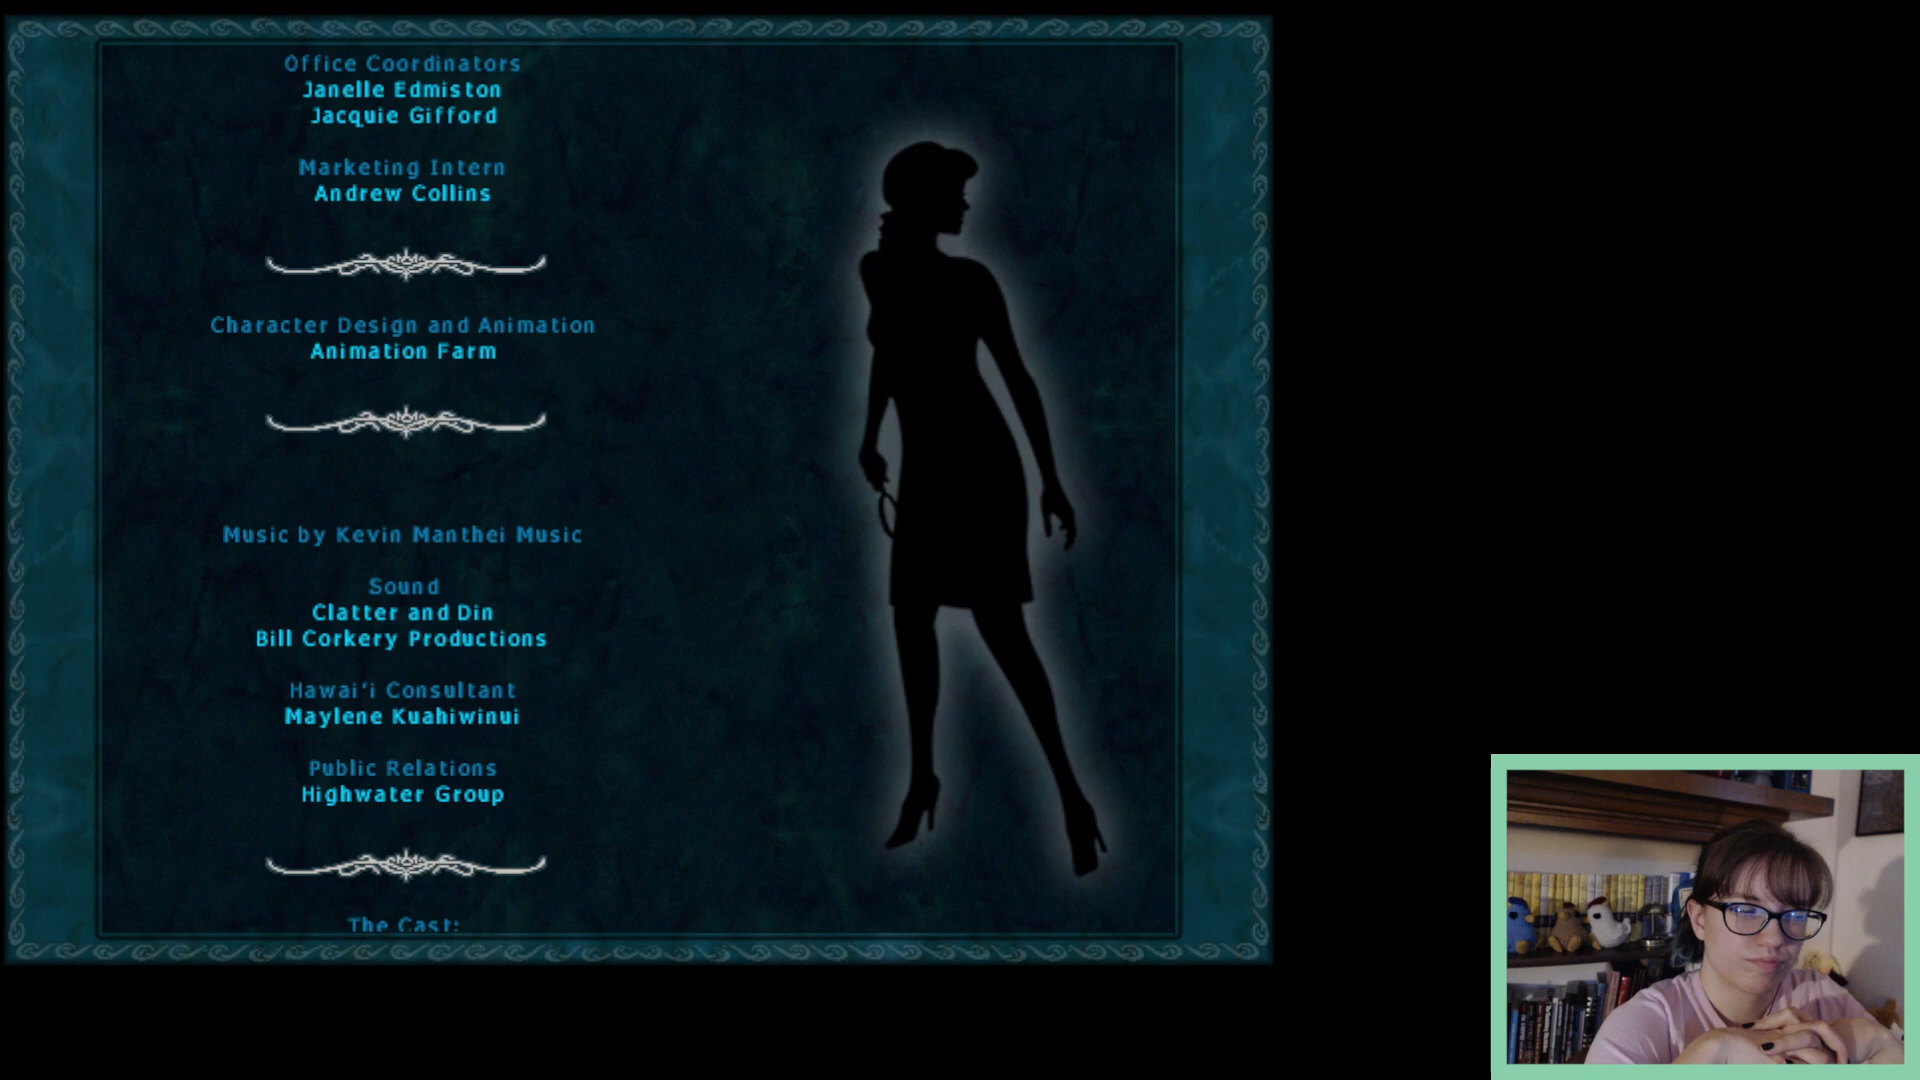 Office Coordinators
Janelle Edmiston
Jacquie Gifford
Marketing Intern
Andrew Collins
Character Design and Animation
Animation Farm
Music by Kevin Manthei Music
Sound
Clatter and Din
Bill Corkery Productions
Hawai‘i Consultant
Maylene Kuahiwinui
Public Relations
Highwater Group
The Cast: